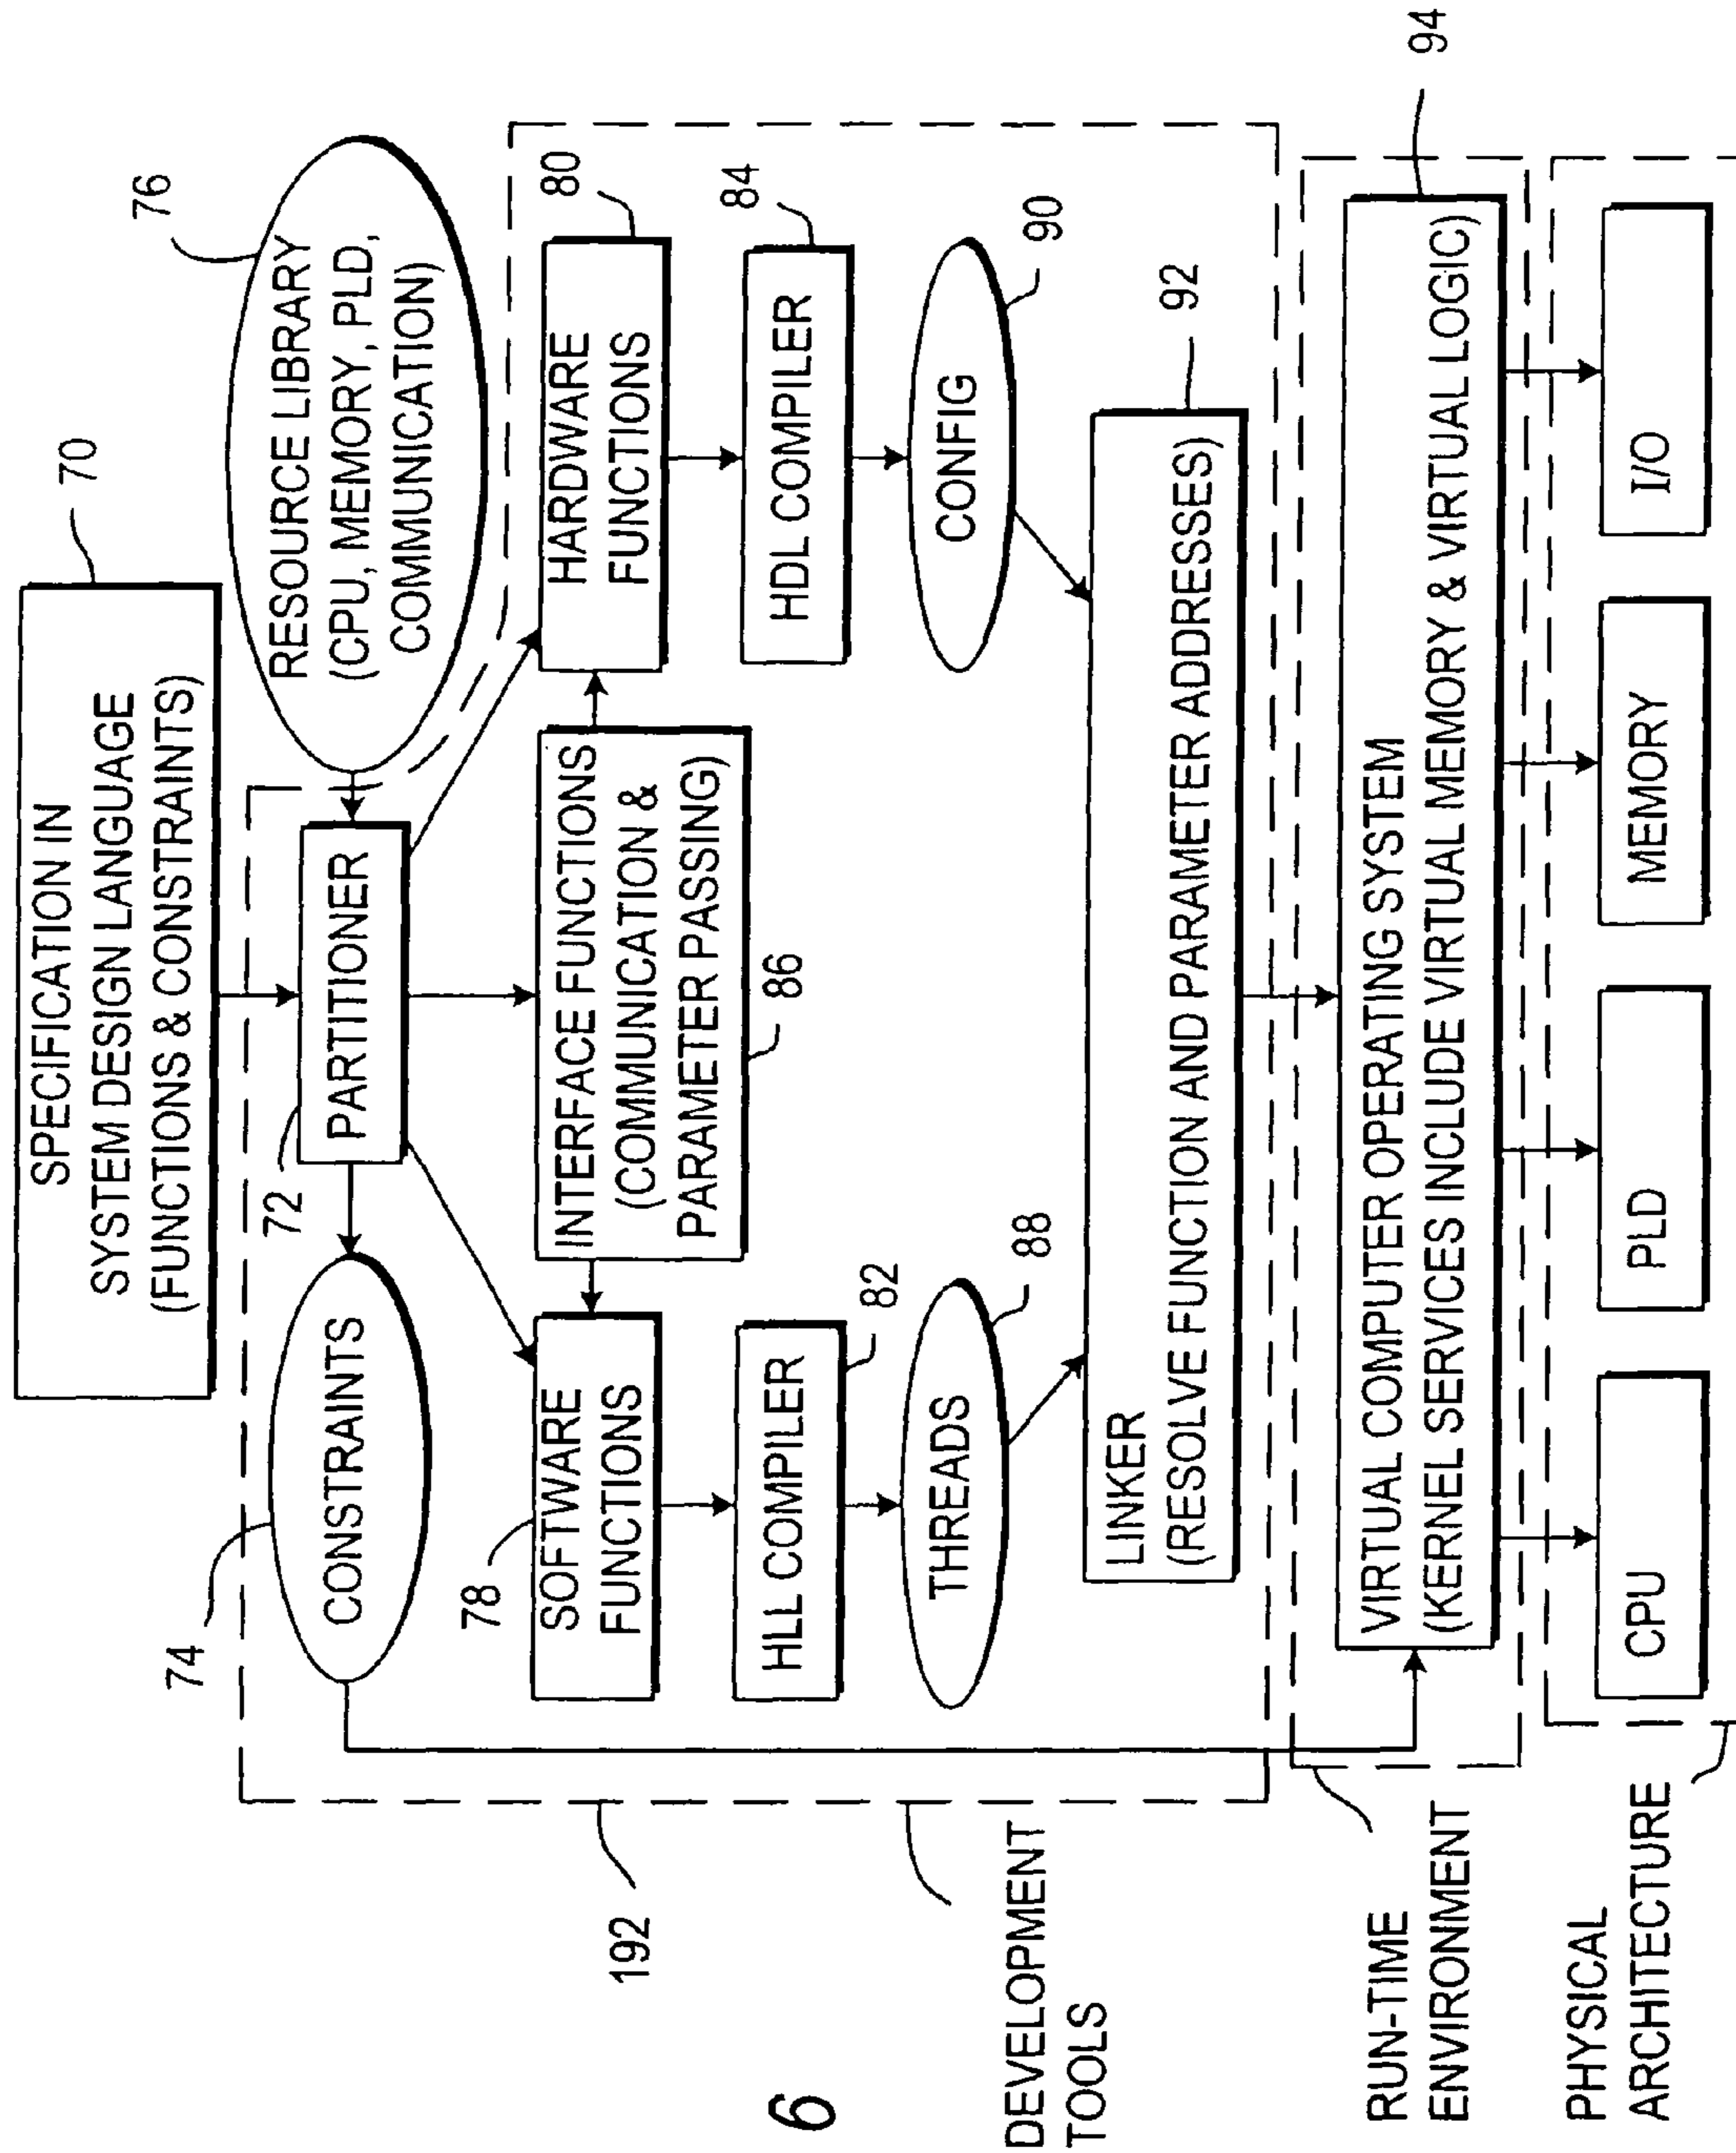 70
SPECIFICATION IN
SYSTEM DESIGN LANGUAGE
(FUNCTIONS & CONSTRAINTS)
76
RESOURCE LIBRARY
(CPU, MEMORY, PLD,
COMMUNICATION)
72
PARTITIONER
74
CONSTRAINTS
78
SOFTWARE
FUNCTIONS
INTERFACE FUNCTIONS
(COMMUNICATION &
PARAMETER PASSING)
86
80
HARDWARE
FUNCTIONS
HLL COMPILER
82
HDL COMPILER
84
THREADS
88
CONFIG
90
192
LINKER
(RESOLVE FUNCTION AND PARAMETER ADDRESSES)
92
DEVELOPMENT
TOOLS
6
VIRTUAL COMPUTER OPERATING SYSTEM
(KERNEL SERVICES INCLUDE VIRTUAL MEMORY & VIRTUAL LOGIC)
94
RUN-TIME
ENVIRONMENT
CPU
PLD
MEMORY
I/O
PHYSICAL
ARCHITECTURE